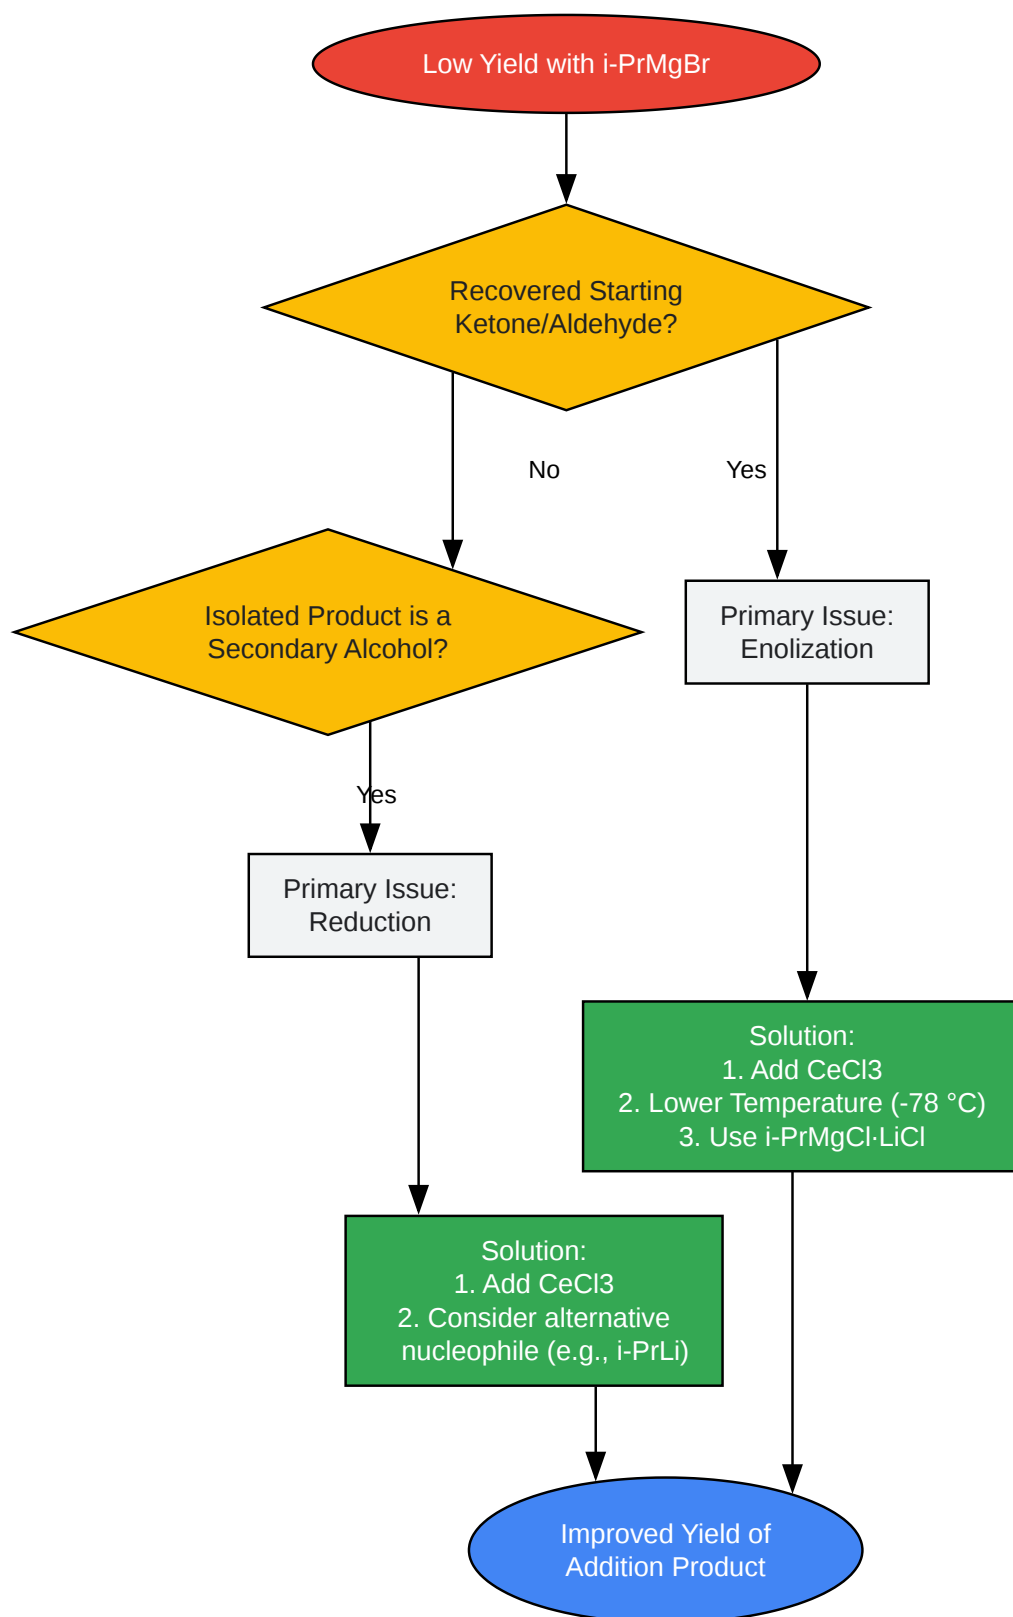 Low Yield with i-PrMgBr
Recovered Starting
Ketone/Aldehyde?
No
Yes
Isolated Product is a
Secondary Alcohol?
Primary Issue:
Enolization
Yes
Primary Issue:
Reduction
Solution:
1. Add CeCl3
2. Lower Temperature (-78 °C)
3. Use i-PrMgCl·LiCl
Solution:
1. Add CeCl3
2. Consider alternative
nucleophile (e.g., i-PrLi)
Improved Yield of
Addition Product